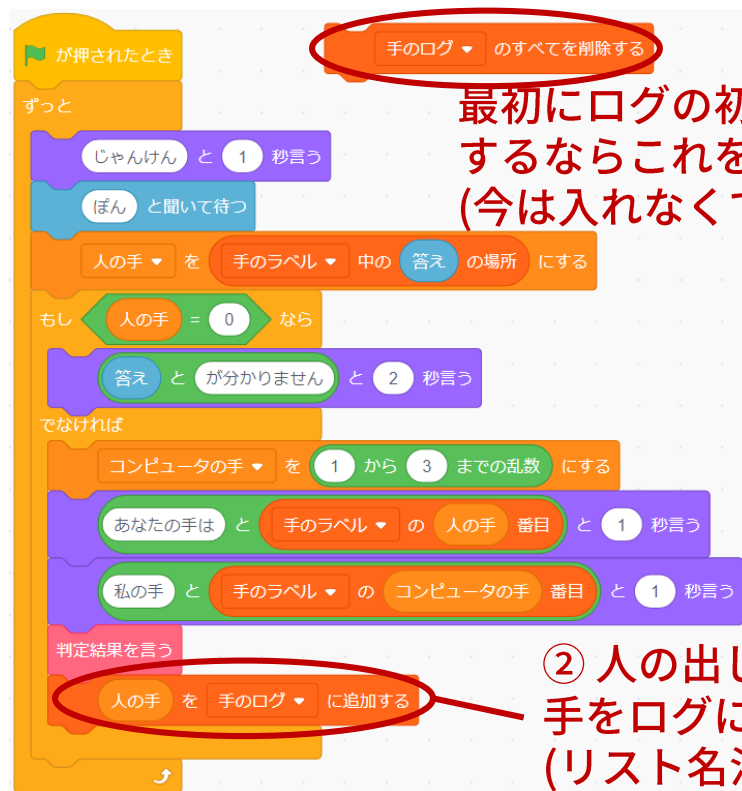 が押されたとき
手のログ のすべてを削除する
ずっと
最初にログの初
するならこれを
(今は入れなくて
じゃんけん と 1 秒言う
ぽん と聞いて待つ
人の手 を 手のラベル 中の 答え の場所 にする
もし 人の手 = 0 なら
答え と が分かりません と 2 秒言う
でなければ
コンピュータの手 を 1 から 3 までの乱数 にする
あなたの手は と 手のラベル の 人の手 番目 と 1 秒言う
私の手 と 手のラベル の コンピュータの手 番目 と 1 秒言う
判定結果を言う
② 人の出し
人の手 を 手のログ に追加する
手をログに
(リスト名